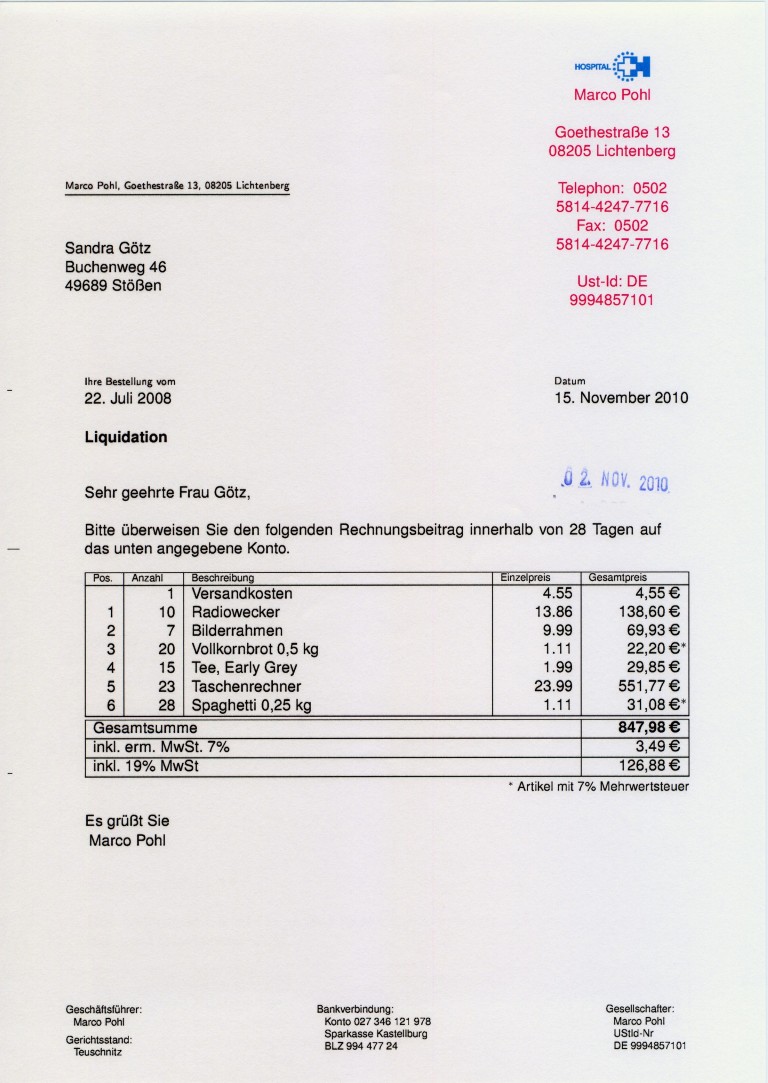 HOSPITAL
Marco Pohl
Goethestraße 13
08205 Lichtenberg
Telephon: 0502
5814-4247-7716
Fax: 0502
5814-4247-7716
Ust-Id: DE
9994857101
Marco Pohl, Goethestraße 13, 08205 Lichtenberg
Sandra Götz
Buchenweg 46
49689 Stößen
Ihre Bestellung vom Datum
22. Juli 2008 15. November 2010
Liquidation
02. NOV. 2010
Sehr geehrte Frau Götz,
Bitte überweisen Sie den folgenden Rechnungsbeitrag innerhalb von 28 Tagen auf
das unten angegebene Konto.
Pos. Anzahl Beschreibung Einzelpreis Gesamtpreis
1 Versandkosten 4.55 4,55 €
1 10 Radiowecker 13.86 138,60 €
2 7 Bilderrahmen 9.99 69,93 €
3 20 Vollkornbrot 0,5 kg 1.11 22,20 €*
4 15 Tee, Early Grey 1.99 29,85 €
5 23 Taschenrechner 23.99 551,77 €
6 28 Spaghetti 0,25 kg 1.11 31,08 €*
Gesamtsumme 847,98 €
inkl. erm. MwSt. 7% 3,49 €
inkl. 19% MwSt 126,88 €
* Artikel mit 7% Mehrwertsteuer
Es grüßt Sie
Marco Pohl
Geschäftsführer:
Marco Pohl
Gerichtsstand:
Teuschnitz
Bankverbindung:
Konto 027 346 121 978
Sparkasse Kastellburg
BLZ 994 477 24
Gesellschafter:
Marco Pohl
UStId-Nr
DE 9994857101